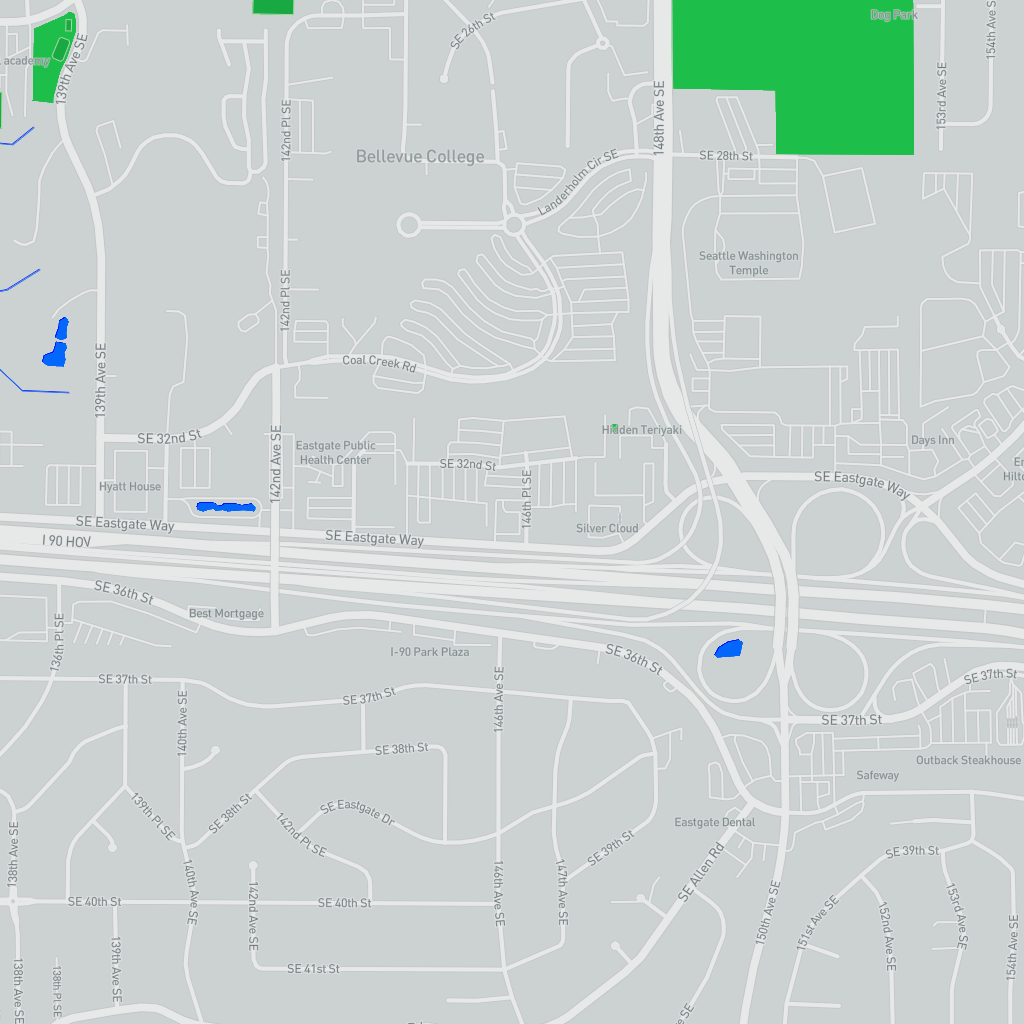 Dog Park
154th Ave S
SE 26th St
academy
139th Ave SE
148th Ave SE
153rd Ave SE
142nd Pl SE
Bellevue College
SE 28th St
Landerholm Cir SE
Seattle Washington
Temple
142nd Pl SE
139th Ave SE
Coal Creek Rd
Hidden Teriyaki
SE 32nd St
Eastgate Public
Health Center
Days Inn
142nd Ave SE
SE 32nd St
146th Pl SE
SE Eastgate Way
Hyatt House
Hilto
SE Eastgate Way
Silver Cloud
SE Eastgate Way
I 90 HOV
SE 36th St
Best Mortgage
136th Pl SE
I-90 Park Plaza
SE 36th St
SE 37th St
SE 37th St
146th Ave SE
SE 37th St
140th Ave SE
SE 37th St
SE 38th St
Outback Steakhouse
Safeway
139th Pl SE
SE 38th St
SE Eastgate Dr
142nd Pl SE
Eastgate Dental
138th Ave SE
SE 39th St
SE 39th St
SE Allen Rd
140th Ave SE
142nd Ave SE
146th Ave SE
147th Ave SE
SE 40th St
SE 40th St
150th Ave SE
151st Ave SE
152nd Ave SE
153rd Ave SE
154th Ave SE
139th Ave SE
138th Ave SE
138th Pl SE
SE 41st St